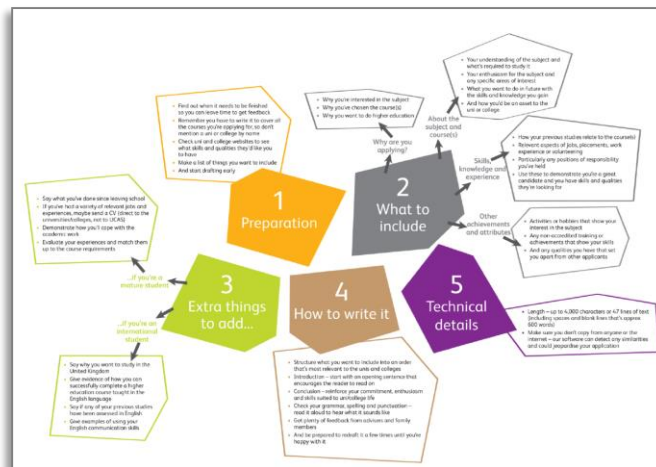 1
Preparation
• Find out when it needs to be finished
so you can leave time to get feedback
• Remember you have to write it to cover all
the courses you're applying for, so don't
mention a uni or college by name
• Check uni and college websites to see
what skills and qualities they'd like you
to have
• Make a list of things you want to include
• And start drafting early
2
What to
include
Why are you
applying?
• Why you're interested in the subject
• Why you've chosen the course(s)
• Why you want to do higher education
About the
subject and
course(s)
• Your understanding of the subject and
what's required to study it
• Your enthusiasm for the subject and
any specific areas of interest
• What you want to do in future with
the skills and knowledge you gain
• And how you'd be an asset to the
uni or college
Skills,
knowledge and
experience
• How your previous studies relate to the course(s)
• Relevant aspects of jobs, placements, work
experience or volunteering
• Particularly any positions of responsibility
you've held
• Use these to demonstrate you're a great
candidate and you have skills and qualities
they're looking for
Other
achievements
and attributes
• Activities or hobbies that show your
interest in the subject
• Any non-accredited training or
achievements that show your skills
• And any qualities you have that set
you apart from other applicants
3
Extra things
to add...
...if you're a
mature student
• Say what you've done since leaving school
• If you've had a variety of relevant jobs and
experiences, maybe send a CV (direct to the
universities/colleges, not to UCAS)
• Demonstrate how you'll cope with the
academic work
• Evaluate your experiences and match them
up to the course requirements
...if you're an
international
student
• Say why you want to study in the
United Kingdom
• Give evidence of how you can
successfully complete a higher
education course taught in the
English language
• Say if any of your previous studies
have been assessed in English
• Give examples of using your
English communication skills
4
How to write it
• Structure what you want to include into an order
that's most relevant to the unis and colleges
• Introduction – start with an opening sentence that
encourages the reader to read on
• Conclusion – reinforce your commitment, enthusiasm
and skills suited to uni/college life
• Check your grammar, spelling and punctuation –
read it aloud to hear what it sounds like
• Get plenty of feedback from advisers and family
members
• And be prepared to redraft it a few times until you're
happy with it
5
Technical
details
• Length – up to 4,000 characters or 47 lines of text
(including spaces and blank lines that's approx
600 words)
• Make sure you don't copy from anyone or the
internet – our software can detect any similarities
and could jeopardise your application